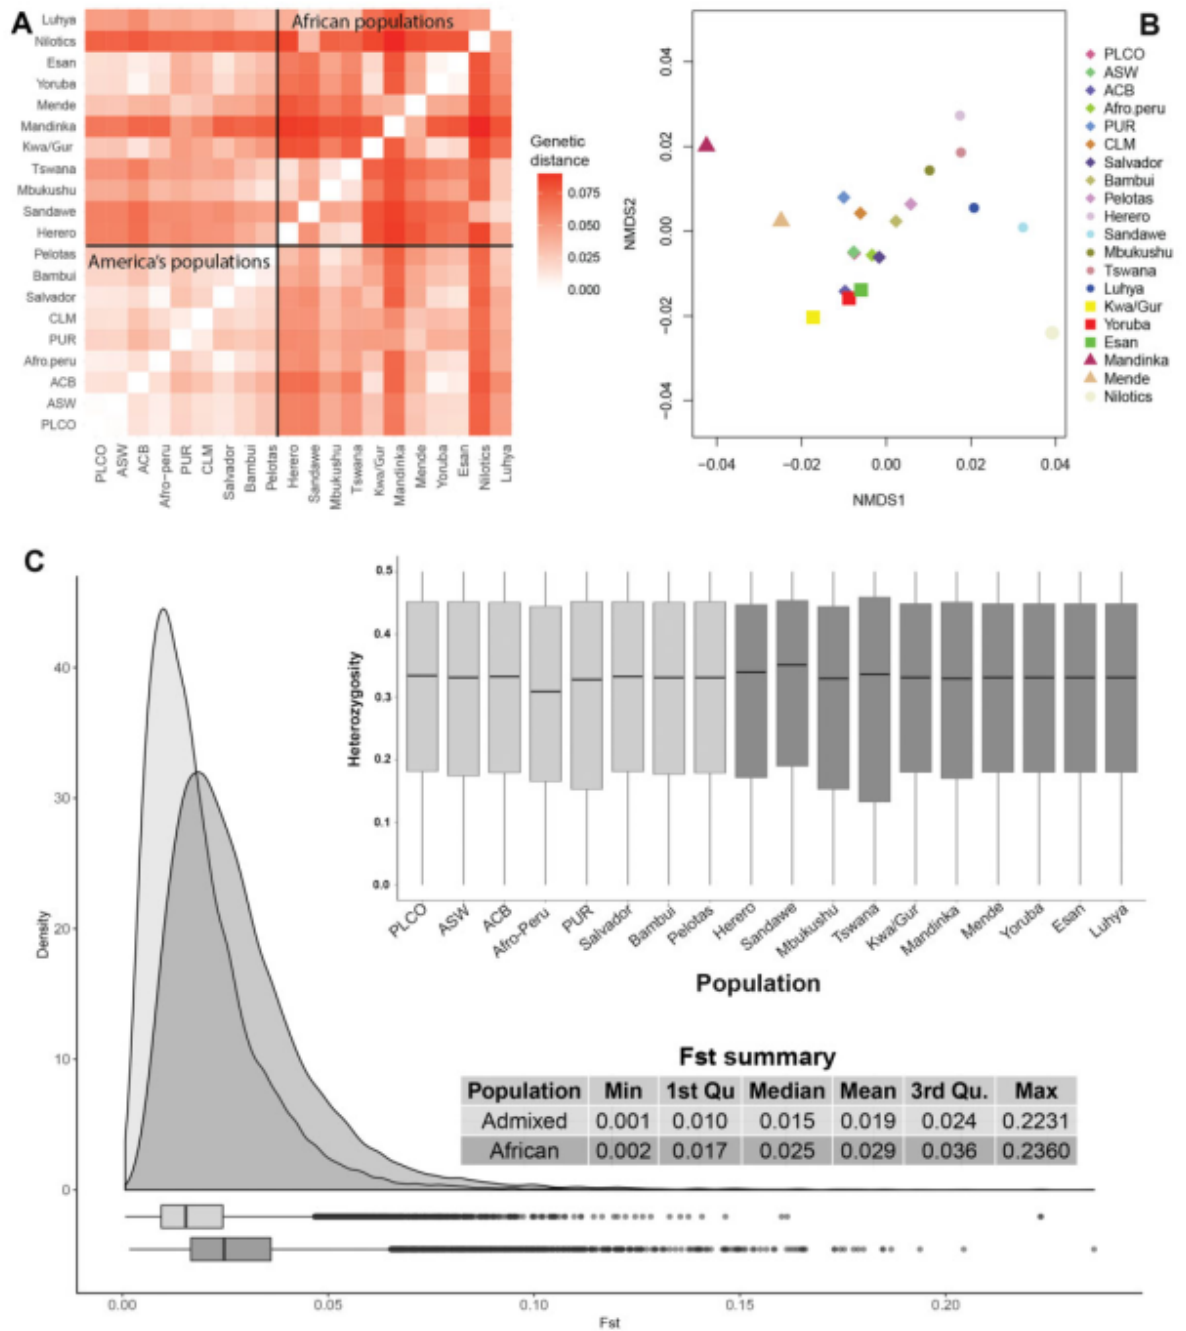 A
African populations
Luhya
Nilotics
Esan
Yoruba
Mende
Mandinka
Kwa/Gur
Tswana
Mbukushu
Sandawe
Herero
Pelotas
Bambui
Salvador
CLM
PUR
Afro.peru
ACB
ASW
PLCO
America's populations
PLCO
ASW
ACB
Afro-peru
PUR
CLM
Salvador
Bambui
Pelotas
Herero
Sandawe
Mbukushu
Tswana
Kwa/Gur
Mandinka
Mende
Yoruba
Esan
Nilotics
Luhya
Genetic
distance
0.075
0.050
0.025
0.000
B
NMDS2
0.04
0.02
0.00
−0.02
−0.04
−0.04
−0.02
0.00
0.02
0.04
NMDS1
PLCO
ASW
ACB
Afro.peru
PUR
CLM
Salvador
Bambui
Pelotas
Herero
Sandawe
Mbukushu
Tswana
Luhya
Kwa/Gur
Yoruba
Esan
Mandinka
Mende
Nilotics
C
Density
40
30
20
10
0
Heterozygosity
0.5
0.4
0.3
0.2
0.1
0.0
PLCO
ASW
ACB
Afro-Peru
PUR
Salvador
Bambui
Pelotas
Herero
Sandawe
Mbukushu
Tswana
Kwa/Gur
Mandinka
Mende
Yoruba
Esan
Luhya
Population
Fst summary
Population Min 1st Qu Median Mean 3rd Qu. Max
Admixed 0.001 0.010 0.015 0.019 0.024 0.2231
African 0.002 0.017 0.025 0.029 0.036 0.2360
0.00
0.05
0.10
0.15
0.20
Fst